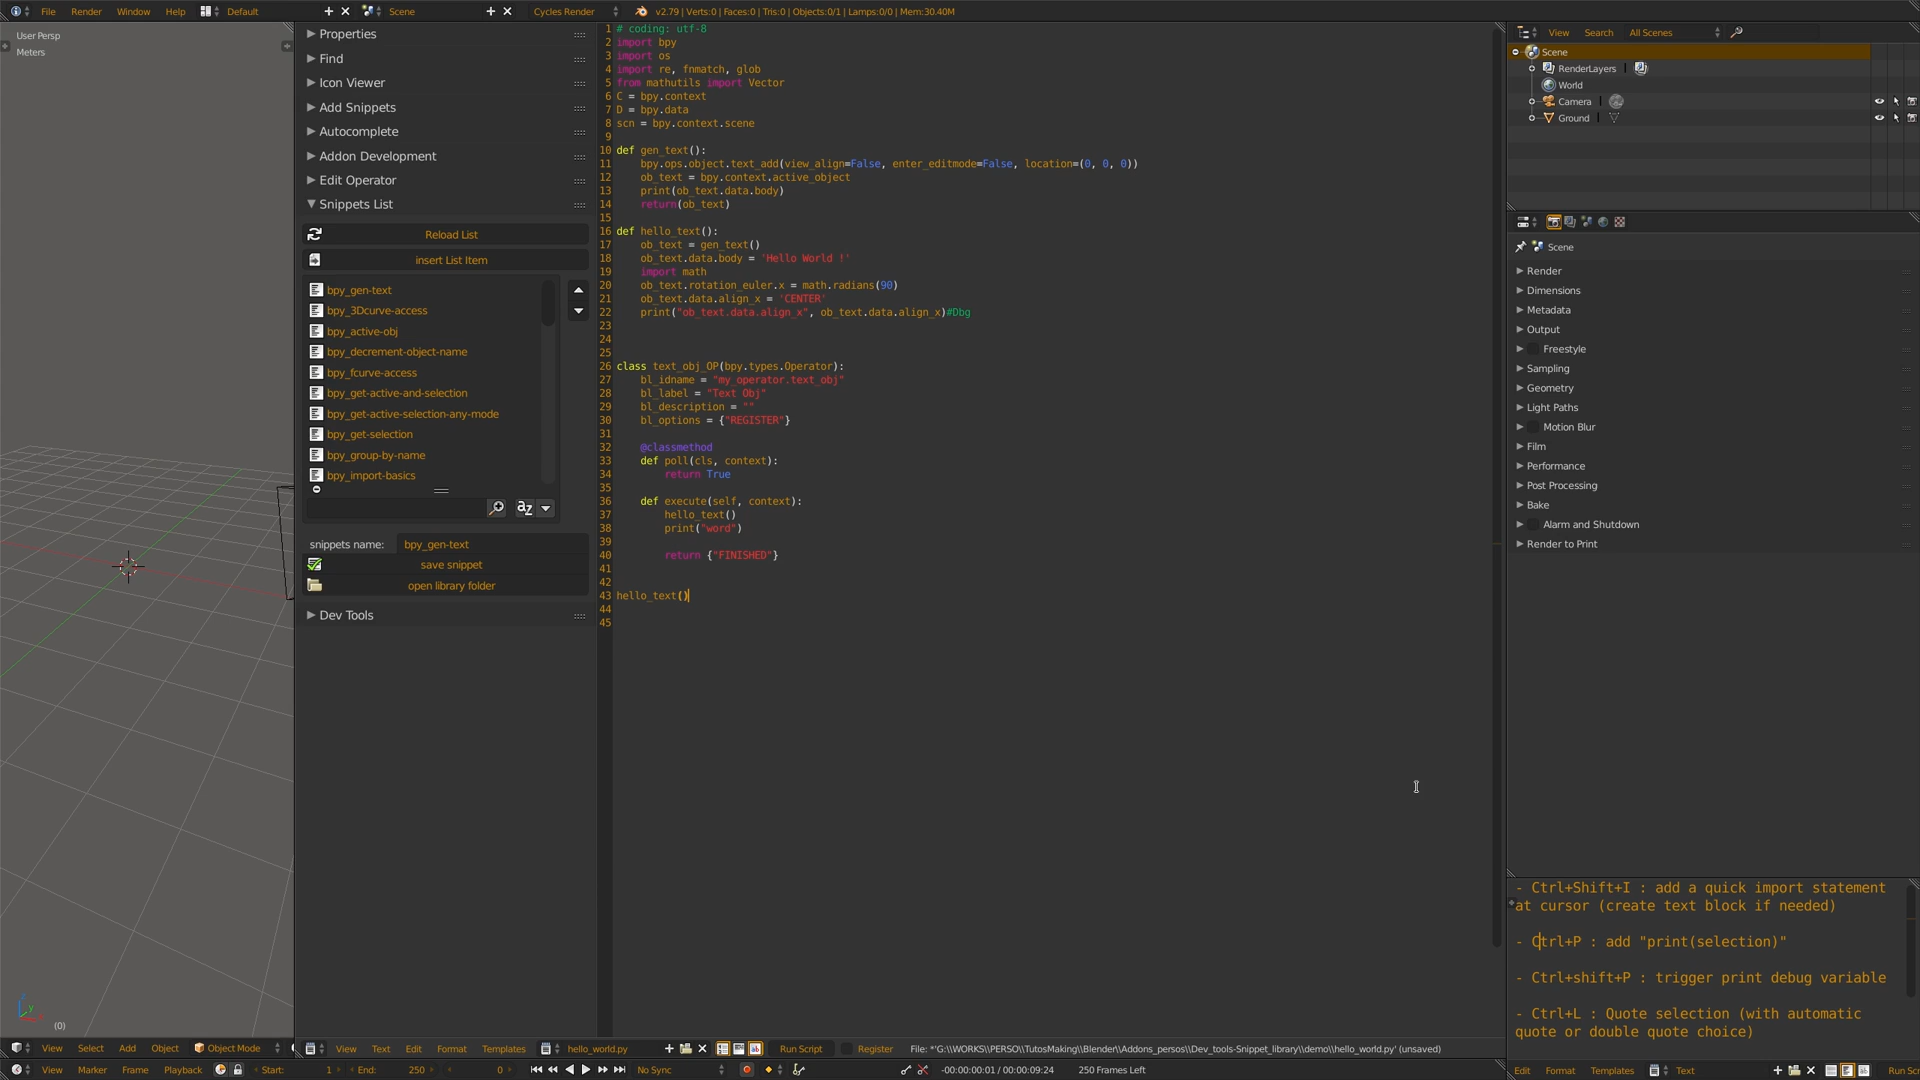 File Render Window Help Default Scene Cycles Render v2.79 | Verts:0 | Faces:0 | Tris:0 | Objects:0/1 | Lamps:0/0 | Mem:30.40M
User Persp
Meters
(0)
View Select Add Object Object Mode
Properties
Find
Icon Viewer
Add Snippets
Autocomplete
Addon Development
Edit Operator
Snippets List
Reload List
insert List Item
bpy_gen-text
bpy_3Dcurve-access
bpy_active-obj
bpy_decrement-object-name
bpy_fcurve-access
bpy_get-active-and-selection
bpy_get-active-selection-any-mode
bpy_get-selection
bpy_group-by-name
bpy_import-basics
az
snippets name: bpy_gen-text
save snippet
open library folder
Dev Tools
1 # coding: utf-8
2 import bpy
3 import os
4 import re, fnmatch, glob
5 from mathutils import Vector
6 C = bpy.context
7 D = bpy.data
8 scn = bpy.context.scene
9
10 def gen_text():
11     bpy.ops.object.text_add(view_align=False, enter_editmode=False, location=(0, 0, 0))
12     ob_text = bpy.context.active_object
13     print(ob_text.data.body)
14     return(ob_text)
15
16 def hello_text():
17     ob_text = gen_text()
18     ob_text.data.body = 'Hello World !'
19     import math
20     ob_text.rotation_euler.x = math.radians(90)
21     ob_text.data.align_x = 'CENTER'
22     print("ob_text.data.align_x", ob_text.data.align_x)#Dbg
23
24
25
26 class text_obj_OP(bpy.types.Operator):
27     bl_idname = "my_operator.text_obj"
28     bl_label = "Text Obj"
29     bl_description = ""
30     bl_options = {"REGISTER"}
31
32     @classmethod
33     def poll(cls, context):
34         return True
35
36     def execute(self, context):
37         hello_text()
38         print("word")
39
40         return {"FINISHED"}
41
42
43 hello_text()
44
45
View Text Edit Format Templates hello_world.py Run Script Register File: *'G:\\WORKS\\PERSO\\TutosMaking\\Blender\\Addons_persos\\Dev_tools-Snippet_library\\demo\\hello_world.py' (unsaved)
View Marker Frame Playback Start: 1 End: 250 0 No Sync -00:00:00:01 / 00:00:09:24 250 Frames Left
View Search All Scenes
Scene
RenderLayers |
World
Camera |
Ground |
Scene
Render
Dimensions
Metadata
Output
Freestyle
Sampling
Geometry
Light Paths
Motion Blur
Film
Performance
Post Processing
Bake
Alarm and Shutdown
Render to Print
- Ctrl+Shift+I : add a quick import statement
at cursor (create text block if needed)
- Ctrl+P : add "print(selection)"
- Ctrl+shift+P : trigger print debug variable
- Ctrl+L : Quote selection (with automatic
quote or double quote choice)
Edit Format Templates Text Run Sc